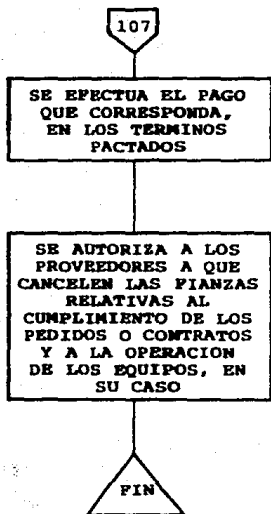 107
SE EFECTUA EL PAGO
QUE CORRESPONDA,
EN LOS TERMINOS
PACTADOS
SE AUTORIZA A LOS
PROVEEDORES A QUE
CANCELEN LAS FIANZAS
RELATIVAS AL
CUMPLIMIENTO DE LOS
PEDIDOS O CONTRATOS
Y A LA OPERACION
DE LOS EQUIPOS, EN
SU CASO
FIN